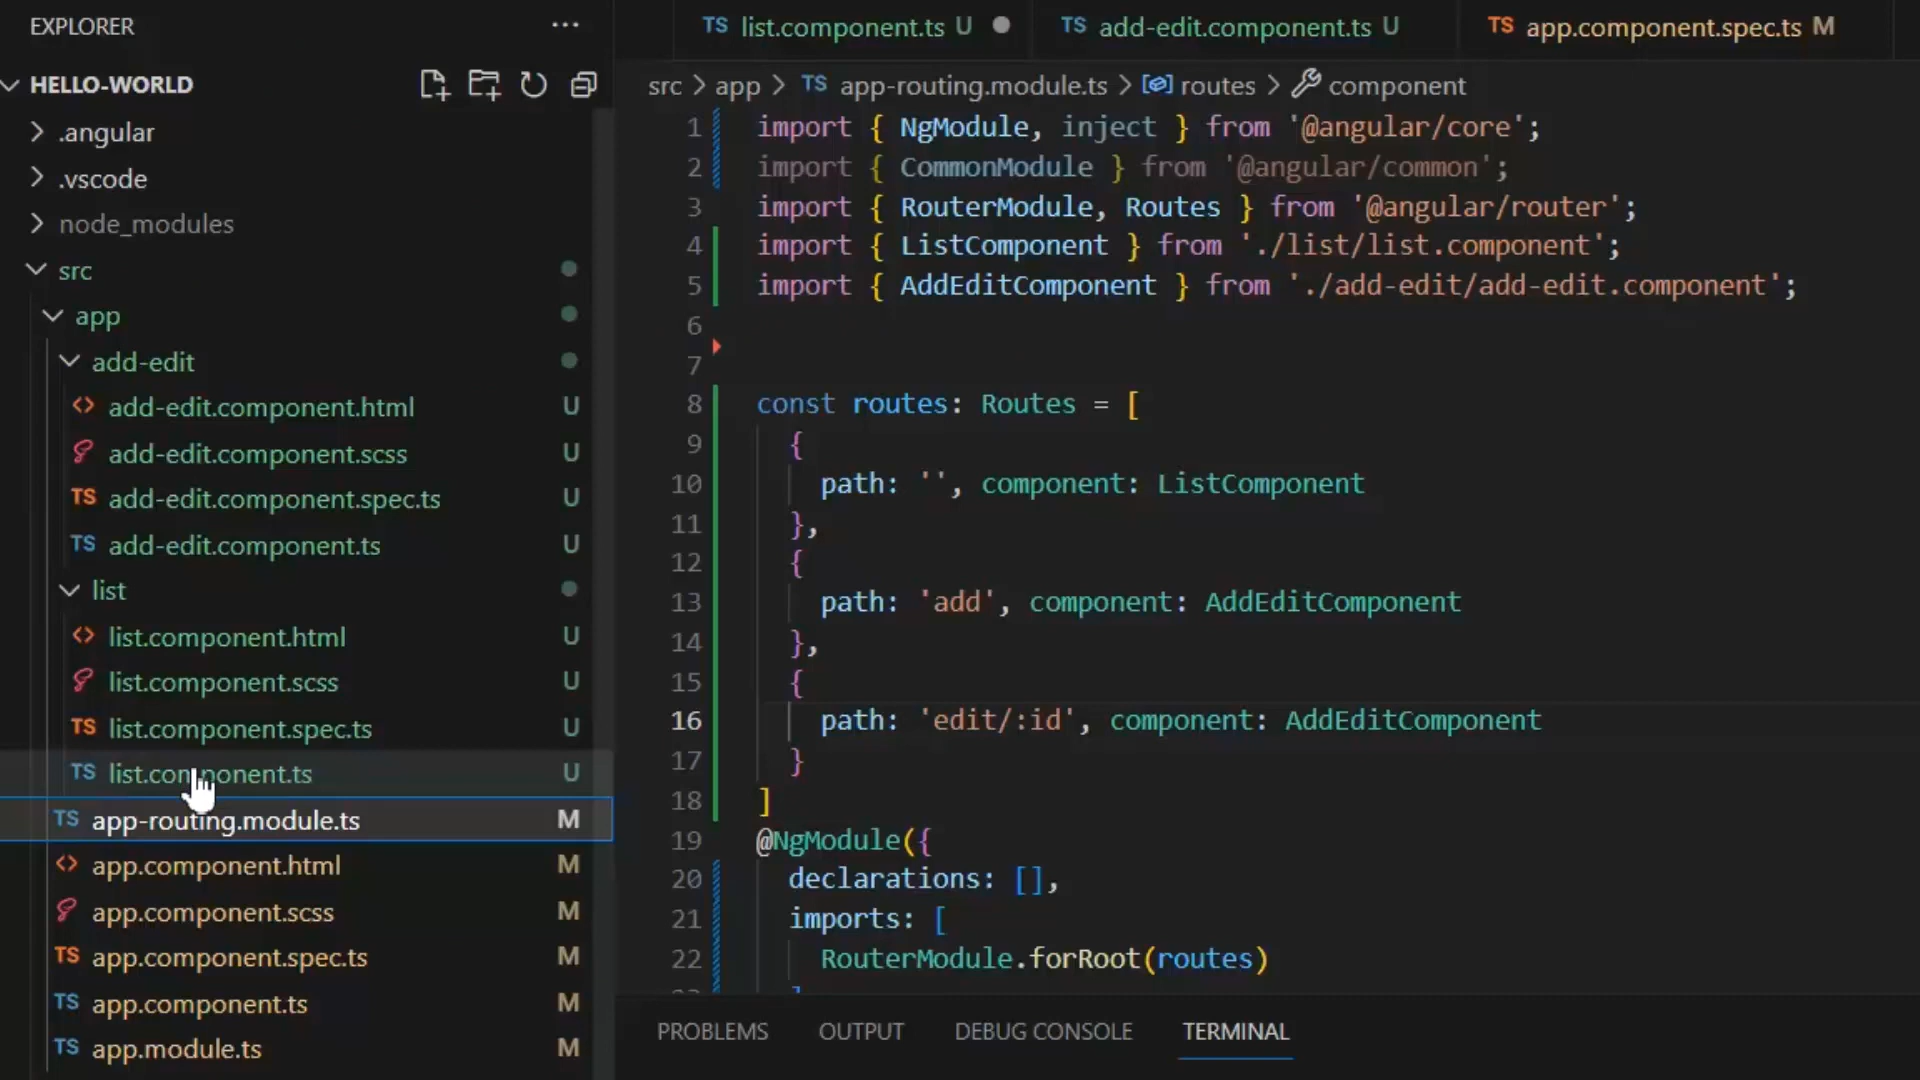 EXPLORER ...
HELLO-WORLD
.angular
.vscode
node_modules
src
app
add-edit
add-edit.component.html U
add-edit.component.scss U
TS add-edit.component.spec.ts U
TS add-edit.component.ts U
list
list.component.html U
list.component.scss U
TS list.component.spec.ts U
TS list.component.ts U
TS app-routing.module.ts M
app.component.html M
app.component.scss M
TS app.component.spec.ts M
TS app.component.ts M
TS app.module.ts M
TS list.component.ts U
TS add-edit.component.ts U
TS app.component.spec.ts M
src > app > TS app-routing.module.ts > routes > component
1 import { NgModule, inject } from '@angular/core';
2 import { CommonModule } from '@angular/common';
3 import { RouterModule, Routes } from '@angular/router';
4 import { ListComponent } from './list/list.component';
5 import { AddEditComponent } from './add-edit/add-edit.component';
6
7
8 const routes: Routes = [
9 {
10 path: '', component: ListComponent
11 },
12 {
13 path: 'add', component: AddEditComponent
14 },
15 {
16 path: 'edit/:id', component: AddEditComponent
17 }
18 ]
19 @NgModule({
20 declarations: [],
21 imports: [
22 RouterModule.forRoot(routes)
PROBLEMS OUTPUT DEBUG CONSOLE TERMINAL